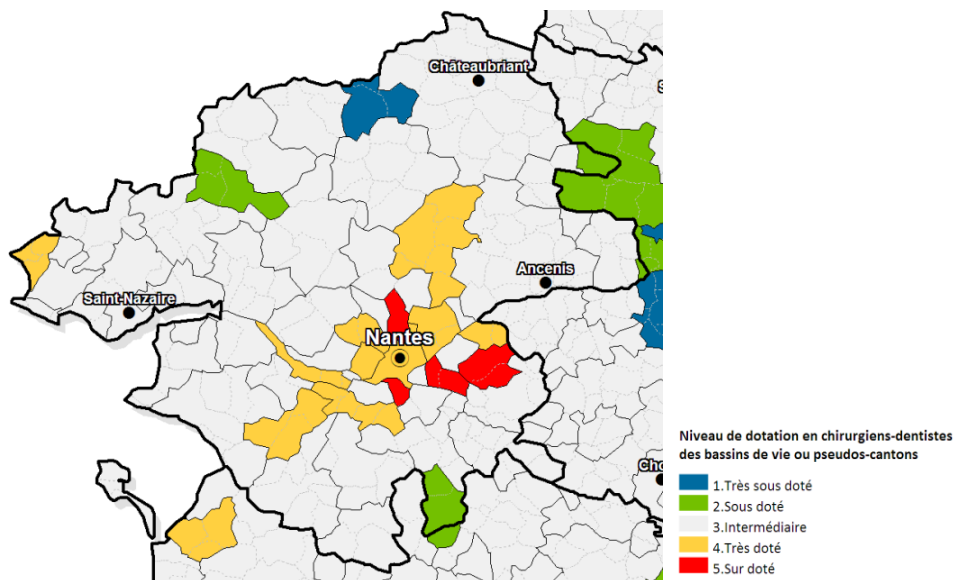 Châteaubriant
S
Ancenis
Saint-Nazaire
Nantes
Cho
Niveau de dotation en chirurgiens-dentistes
des bassins de vie ou pseudos-cantons
1.Très sous doté
2.Sous doté
3.Intermédiaire
4.Très doté
5.Sur doté